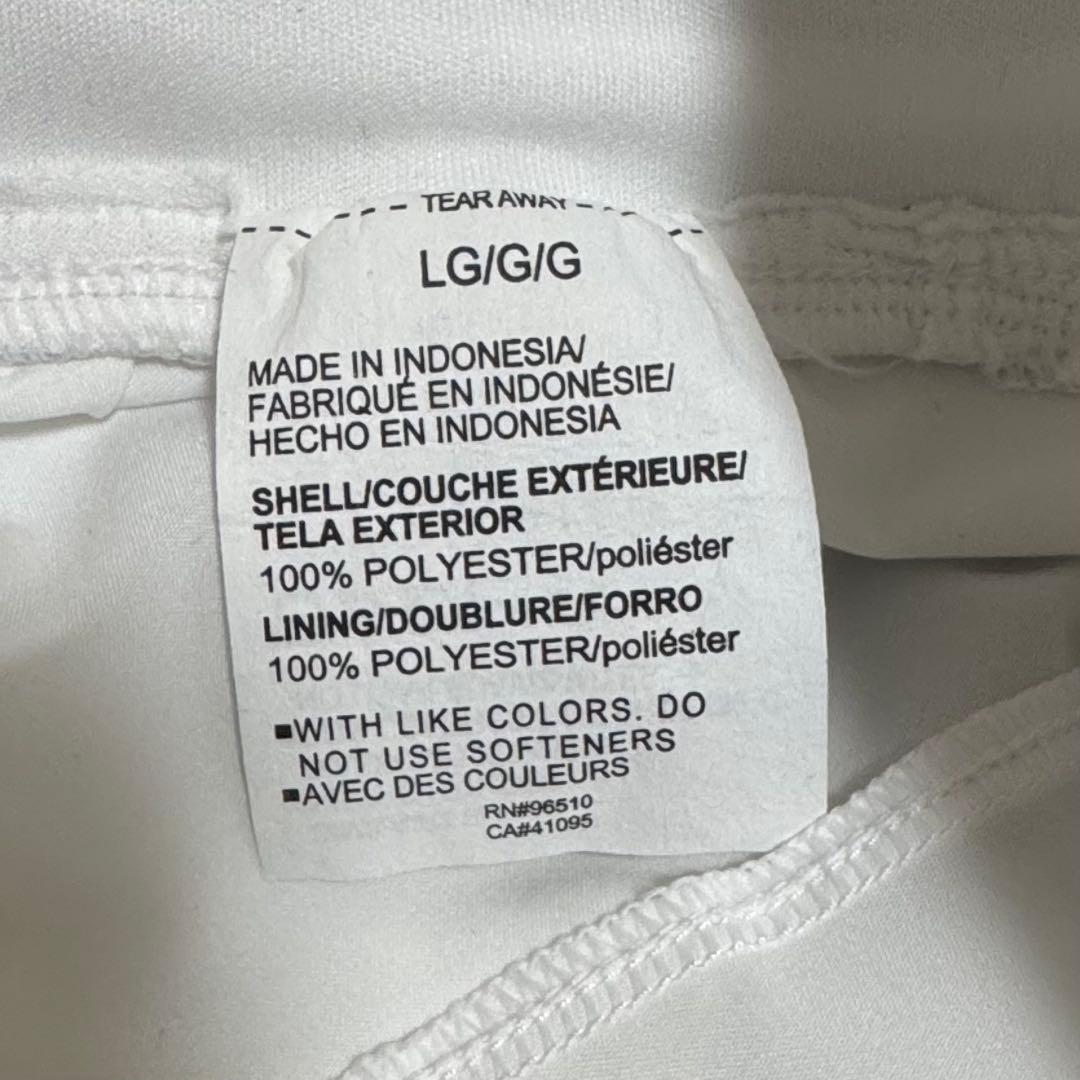 TEAR AWAY
LG/G/G
MADE IN INDONESIA/
FABRIQUÉ EN INDONÉSIE/
HECHO EN INDONESIA
SHELL/COUCHE EXTÉRIEURE/
TELA EXTERIOR
100% POLYESTER/poliéster
LINING/DOUBLURE/FORRO
100% POLYESTER/poliéster
■WITH LIKE COLORS. DO
NOT USE SOFTENERS
■AVEC DES COULEURS
RN#96510
CA#41095